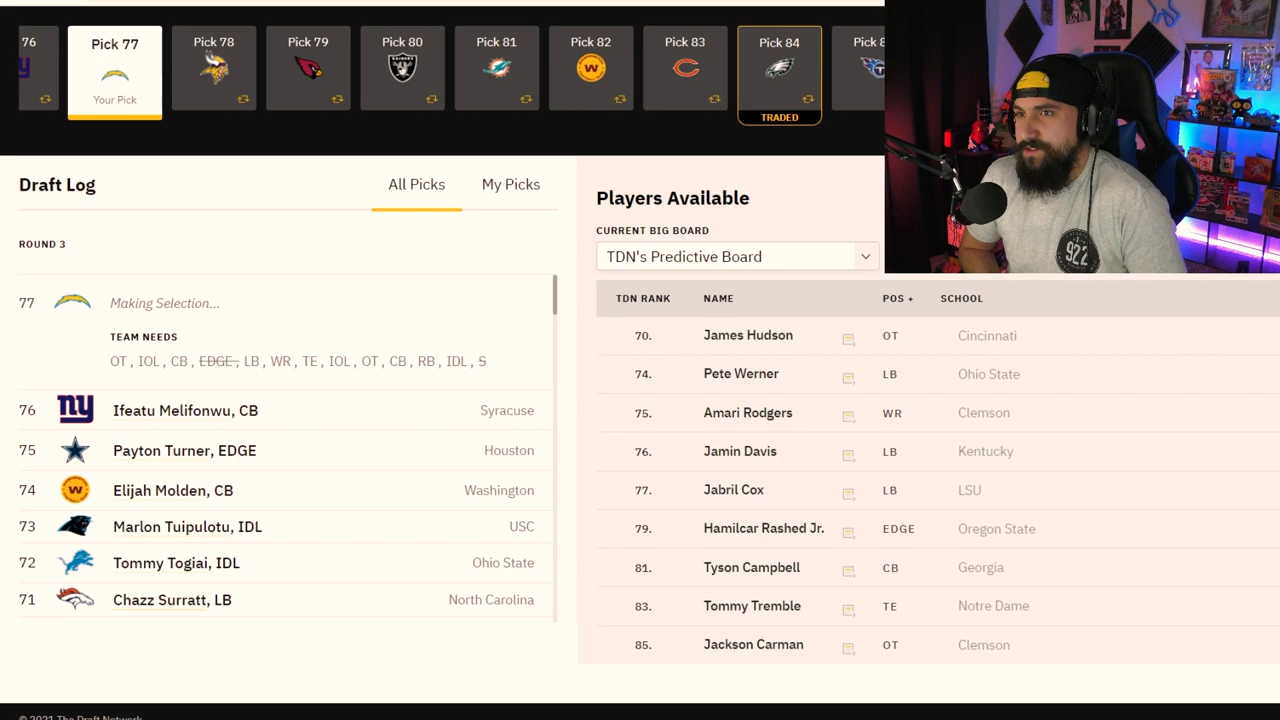 76
Pick 77
Your Pick
Pick 78
Pick 79
Pick 80
Pick 81
Pick 82
W
Pick 83
Pick 84
TRADED
Draft Log
All Picks
My Picks
ROUND 3
77
Making Selection...
TEAM NEEDS
OT , IOL , CB , EDGE , LB , WR , TE , IOL , OT , CB , RB , IDL , S
76 ny Ifeatu Melifonwu, CB Syracuse
75 Payton Turner, EDGE Houston
74 W Elijah Molden, CB Washington
73 Marlon Tuipulotu, IDL USC
72 Tommy Togiai, IDL Ohio State
71 Chazz Surratt, LB North Carolina
Players Available
CURRENT BIG BOARD
TDN's Predictive Board
TDN RANK NAME POS + SCHOOL
70. James Hudson OT Cincinnati
74. Pete Werner LB Ohio State
75. Amari Rodgers WR Clemson
76. Jamin Davis LB Kentucky
77. Jabril Cox LB LSU
79. Hamilcar Rashed Jr. EDGE Oregon State
81. Tyson Campbell CB Georgia
83. Tommy Tremble TE Notre Dame
85. Jackson Carman OT Clemson
922
© 2021 The Draft Network